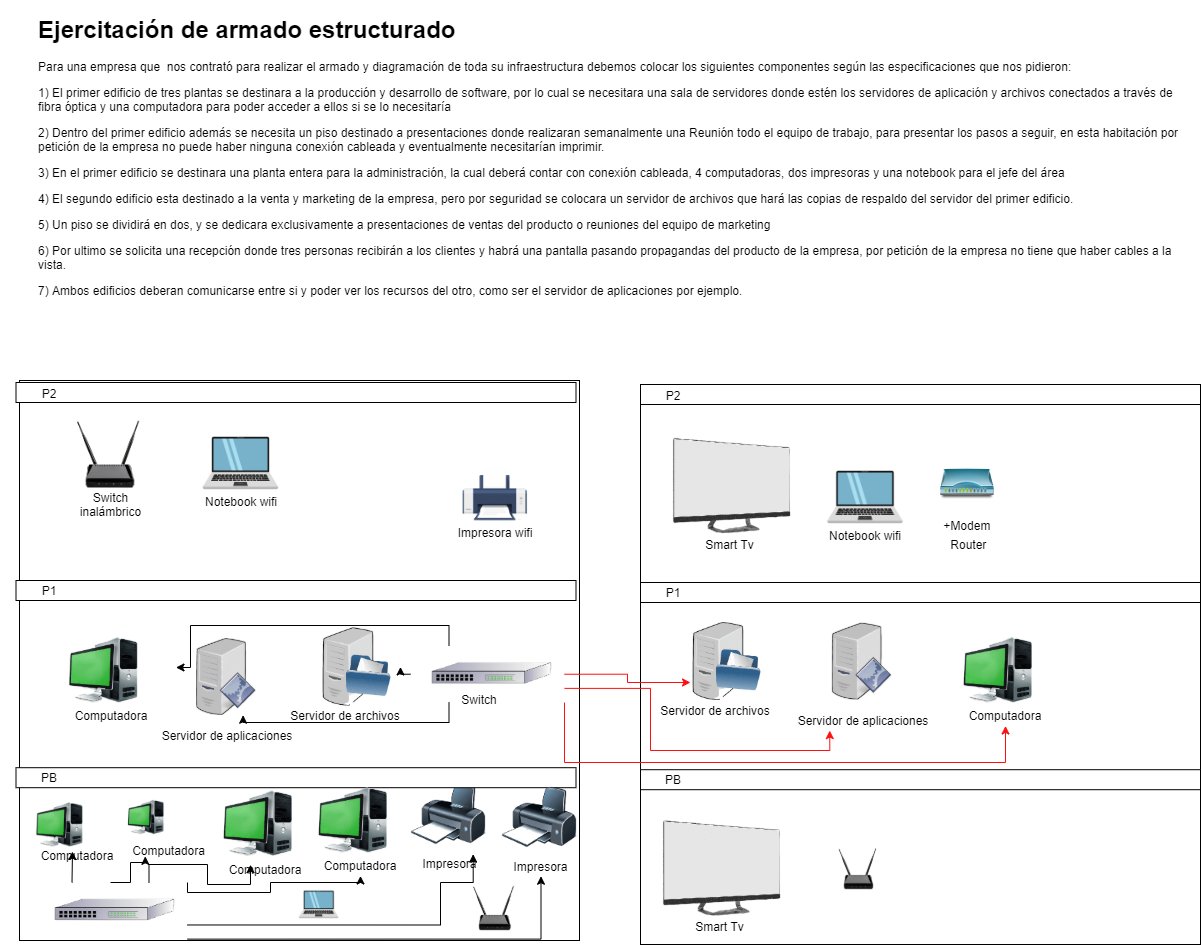 Ejercitación de armado estructurado
Para una empresa que  nos contrató para realizar el armado y diagramación de toda su infraestructura debemos colocar los siguientes componentes según las especificaciones que nos pidieron:
1) El primer edificio de tres plantas se destinara a la producción y desarrollo de software, por lo cual se necesitara una sala de servidores donde estén los servidores de aplicación y archivos conectados a través de
fibra óptica y una computadora para poder acceder a ellos si se lo necesitaría
2) Dentro del primer edificio además se necesita un piso destinado a presentaciones donde realizaran semanalmente una Reunión todo el equipo de trabajo, para presentar los pasos a seguir, en esta habitación por
petición de la empresa no puede haber ninguna conexión cableada y eventualmente necesitarían imprimir.
3) En el primer edificio se destinara una planta entera para la administración, la cual deberá contar con conexión cableada, 4 computadoras, dos impresoras y una notebook para el jefe del área
4) El segundo edificio esta destinado a la venta y marketing de la empresa, pero por seguridad se colocara un servidor de archivos que hará las copias de respaldo del servidor del primer edificio.
5) Un piso se dividirá en dos, y se dedicara exclusivamente a presentaciones de ventas del producto o reuniones del equipo de marketing
6) Por ultimo se solicita una recepción donde tres personas recibirán a los clientes y habrá una pantalla pasando propagandas del producto de la empresa, por petición de la empresa no tiene que haber cables a la
vista.
7) Ambos edificios deberan comunicarse entre si y poder ver los recursos del otro, como ser el servidor de aplicaciones por ejemplo.
P2
Switch
inalámbrico
Notebook wifi
Impresora wifi
P1
Computadora
Servidor de aplicaciones
Servidor de archivos
Switch
PB
Computadora
Computadora
Computadora
Computadora
Impresora
Impresora
P2
Smart Tv
Notebook wifi
+Modem
Router
P1
Servidor de archivos
Servidor de aplicaciones
Computadora
PB
Smart Tv